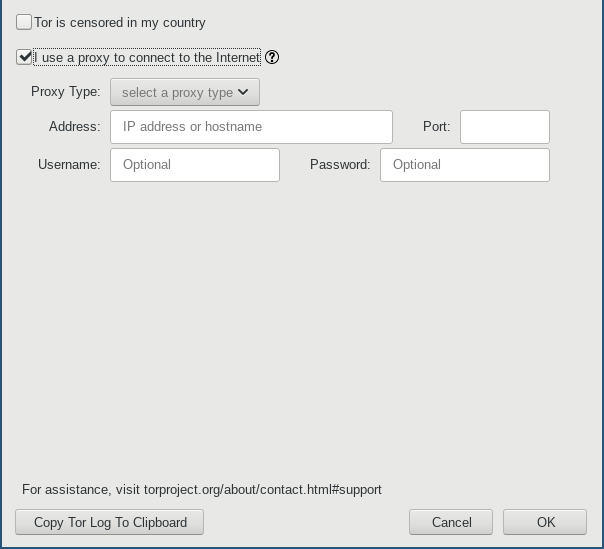 Tor is censored in my country
I use a proxy to connect to the Internet ?
Proxy Type: select a proxy type
Address: IP address or hostname Port:
Username: Optional Password: Optional
For assistance, visit torproject.org/about/contact.html#support
Copy Tor Log To Clipboard Cancel OK